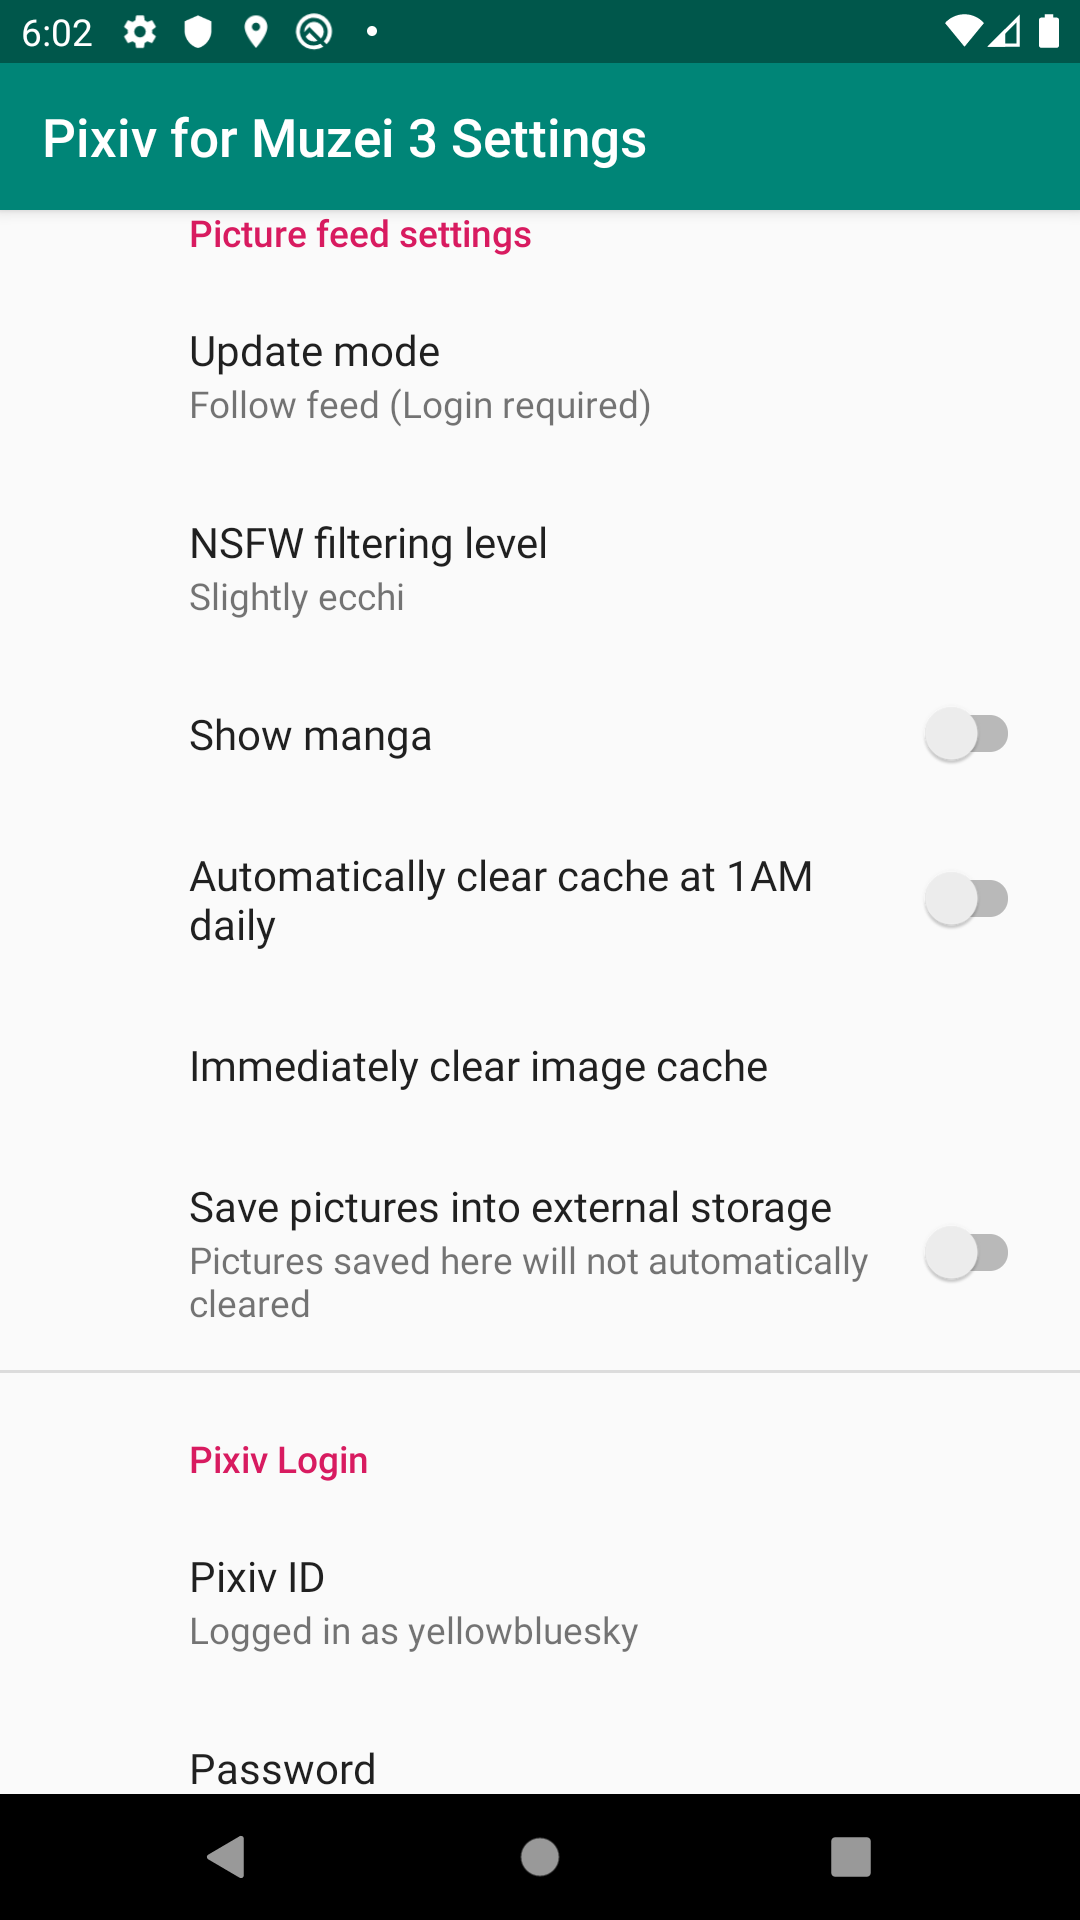 6:02
Pixiv for Muzei 3 Settings
Picture feed settings
Update mode
Follow feed (Login required)
NSFW filtering level
Slightly ecchi
Show manga
Automatically clear cache at 1AM
daily
Immediately clear image cache
Save pictures into external storage
Pictures saved here will not automatically
cleared
Pixiv Login
Pixiv ID
Logged in as yellowbluesky
Password